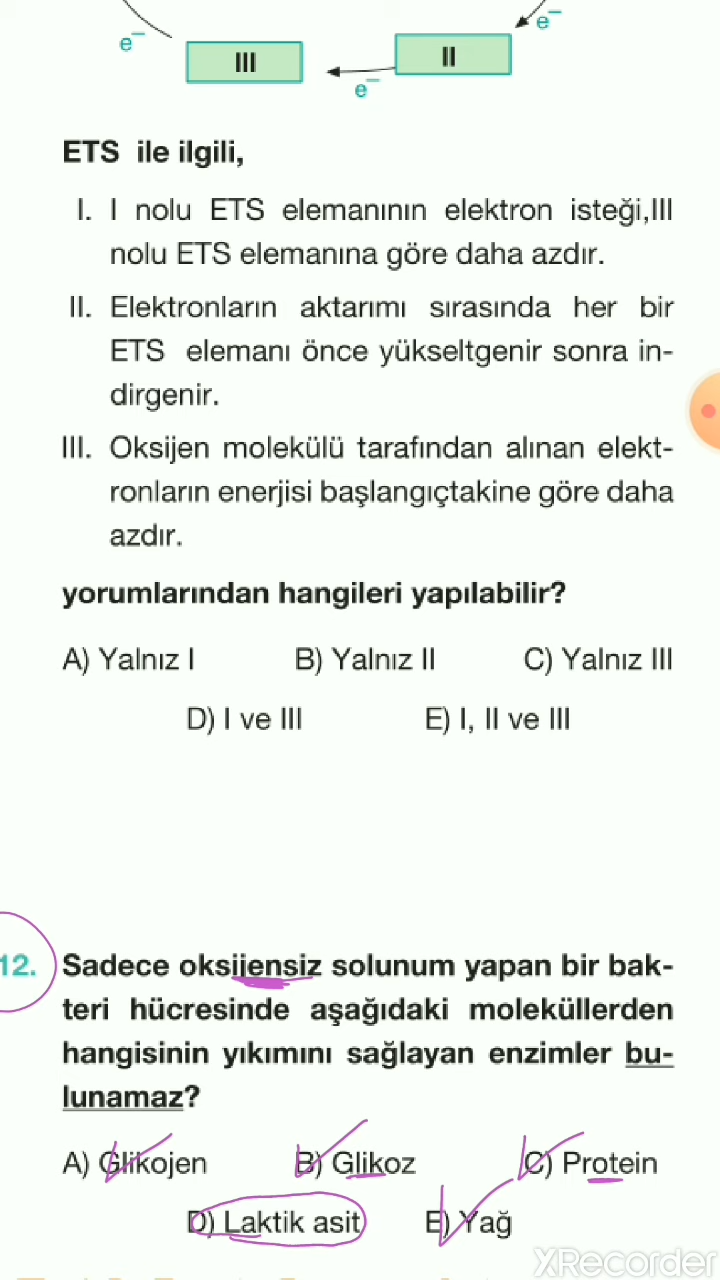 e⁻
e⁻
III
II
e⁻
ETS ile ilgili,
I. I nolu ETS elemanının elektron isteği,III
nolu ETS elemanına göre daha azdır.
II. Elektronların aktarımı sırasında her bir
ETS elemanı önce yükseltgenir sonra in-
dirgenir.
III. Oksijen molekülü tarafından alınan elekt-
ronların enerjisi başlangıçtakine göre daha
azdır.
yorumlarından hangileri yapılabilir?
A) Yalnız I B) Yalnız II C) Yalnız III
D) I ve III E) I, II ve III
12. Sadece oksijensiz solunum yapan bir bak-
teri hücresinde aşağıdaki moleküllerden
hangisinin yıkımını sağlayan enzimler bu-
lunamaz?
A) Glikojen B) Glikoz C) Protein
D) Laktik asit E) Yağ
XRecorder